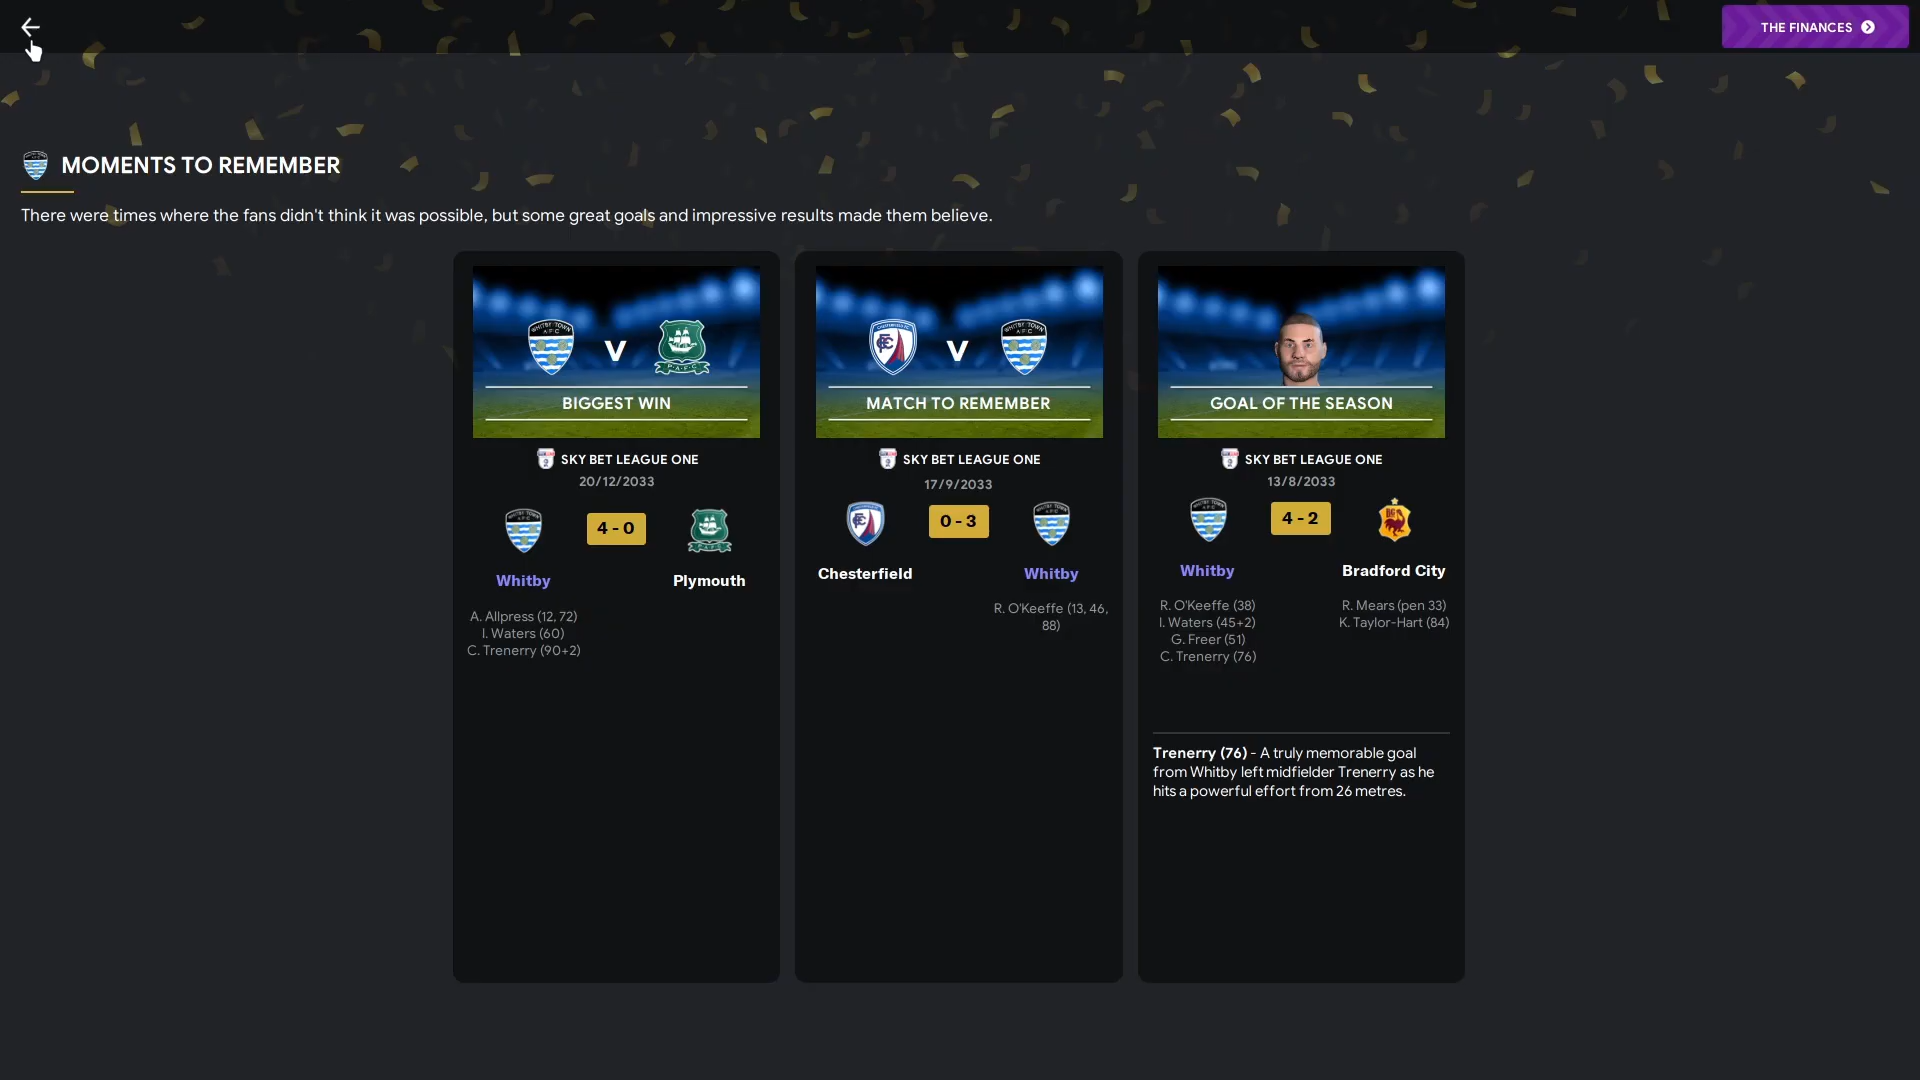 THE FINANCES
MOMENTS TO REMEMBER
There were times where the fans didn't think it was possible, but some great goals and impressive results made them believe.
WHITBY TOWN
A F C
V
P.A.F.C.
BIGGEST WIN
SKY BET LEAGUE ONE
20/12/2033
4 - 0
Whitby
Plymouth
A. Allpress (12, 72)
I. Waters (60)
C. Trenerry (90+2)
CHESTERFIELD FC
V
WHITBY TOWN
A F C
MATCH TO REMEMBER
SKY BET LEAGUE ONE
17/9/2033
0 - 3
Chesterfield
Whitby
R. O'Keeffe (13, 46,
88)
GOAL OF THE SEASON
SKY BET LEAGUE ONE
13/8/2033
4 - 2
Whitby
Bradford City
R. O'Keeffe (38)
I. Waters (45+2)
G. Freer (51)
C. Trenerry (76)
R. Mears (pen 33)
K. Taylor-Hart (84)
Trenerry (76) - A truly memorable goal
from Whitby left midfielder Trenerry as he
hits a powerful effort from 26 metres.